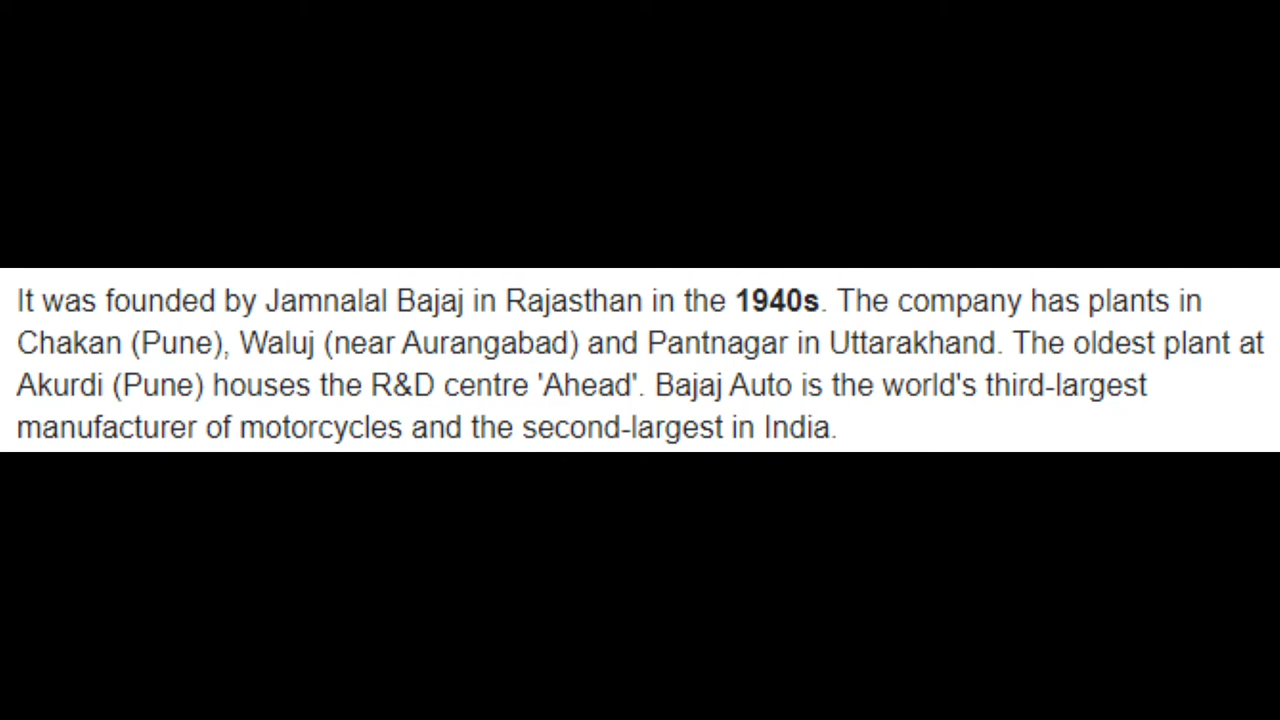 It was founded by Jamnalal Bajaj in Rajasthan in the 1940s. The company has plants in
Chakan (Pune), Waluj (near Aurangabad) and Pantnagar in Uttarakhand. The oldest plant at
Akurdi (Pune) houses the R&D centre 'Ahead'. Bajaj Auto is the world's third-largest
manufacturer of motorcycles and the second-largest in India.